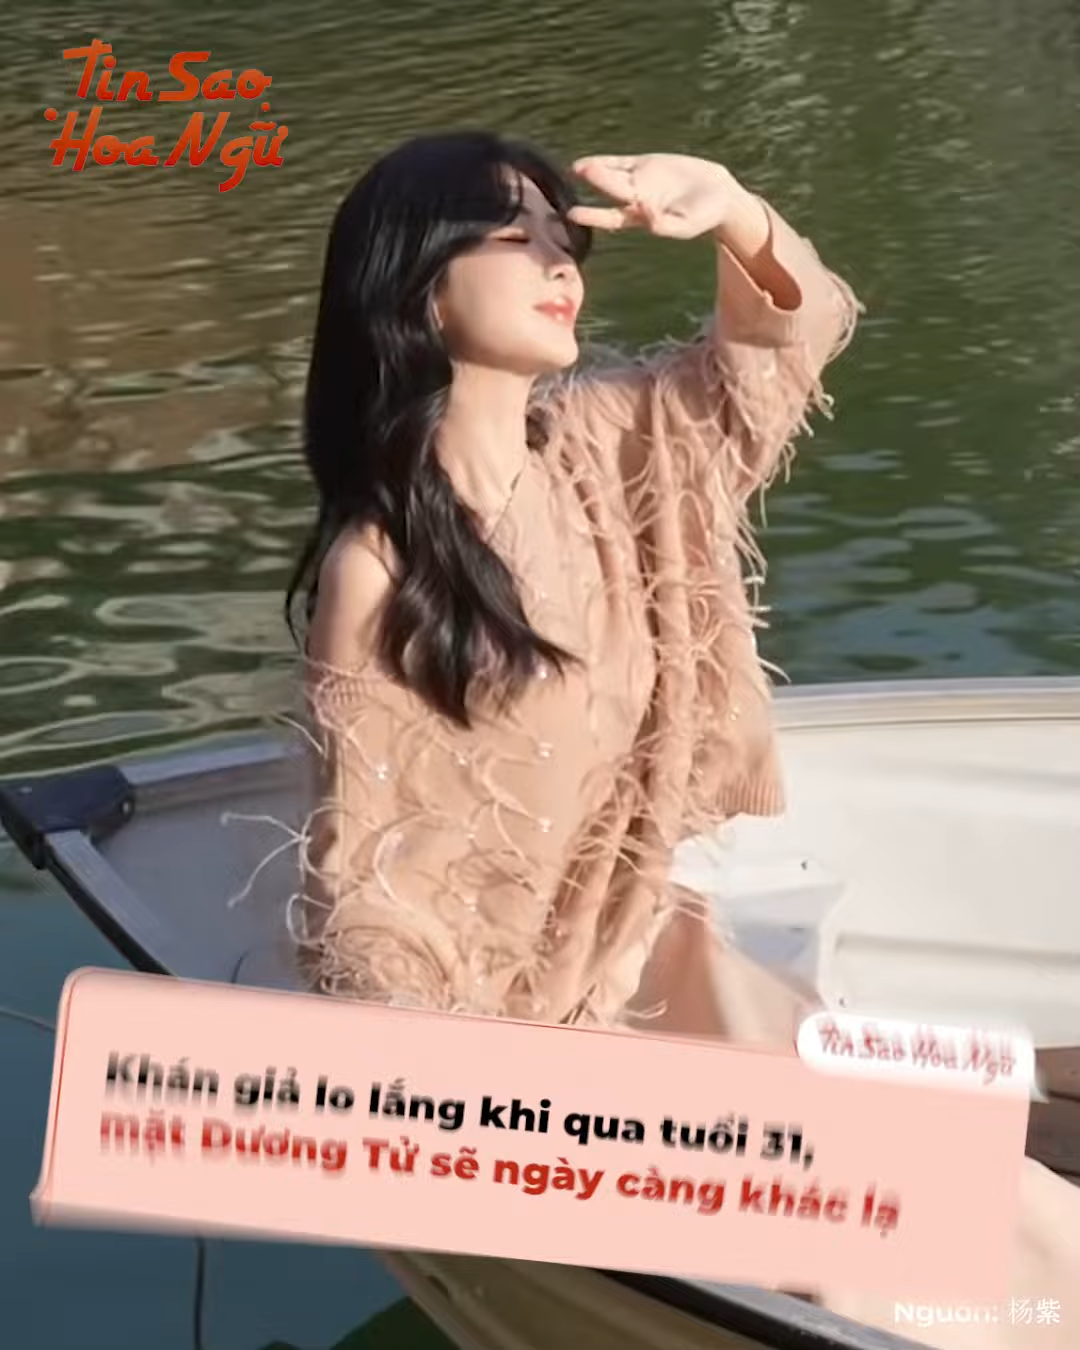 Tin Sao
Hoa Ngữ
Tin Sao Hoa Ngữ
Khán giả lo lắng khi qua tuổi 31,
mặt Dương Tử sẽ ngày càng khác lạ
Nguồn: 杨紫